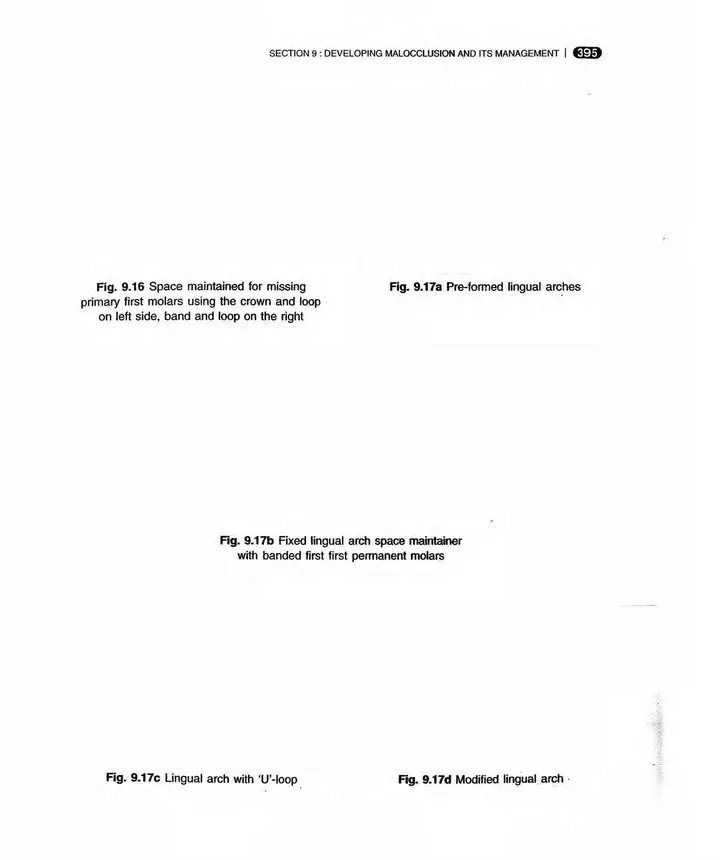 SECTION 9 : DEVELOPING MALOCCLUSION AND ITS MANAGEMENT | 395
Fig. 9.16 Space maintained for missing
primary first molars using the crown and loop
on left side, band and loop on the right
Fig. 9.17a Pre-formed lingual arches
Fig. 9.17b Fixed lingual arch space maintainer
with banded first first permanent molars
Fig. 9.17c Lingual arch with ‘U’-loop
Fig. 9.17d Modified lingual arch